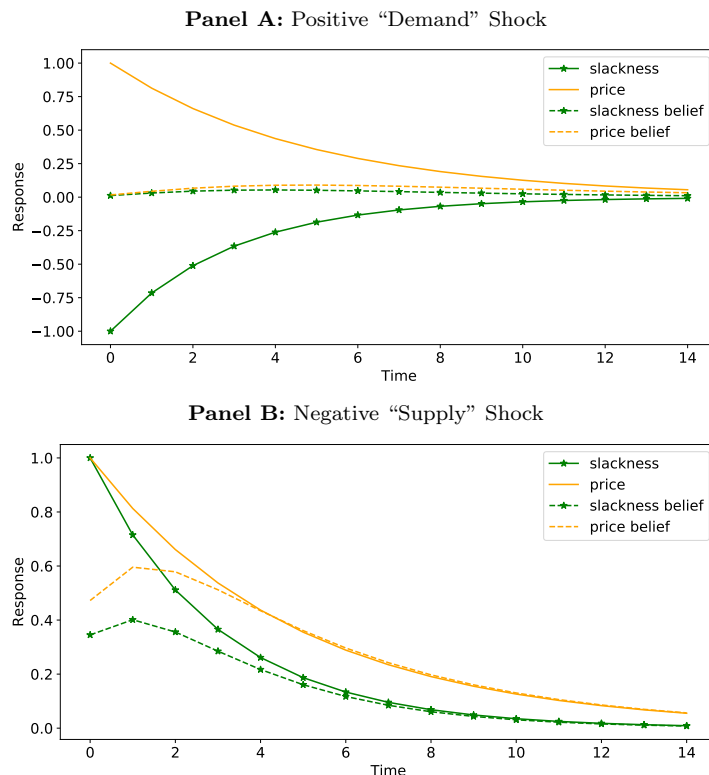 Panel A: Positive “Demand” Shock
1.00
0.75
0.50
0.25
0.00
−0.25
−0.50
−0.75
−1.00
Response
slackness
price
slackness belief
price belief
0 2 4 6 8 10 12 14
Time
Panel B: Negative “Supply” Shock
1.0
0.8
0.6
0.4
0.2
0.0
Response
slackness
price
slackness belief
price belief
0 2 4 6 8 10 12 14
Time